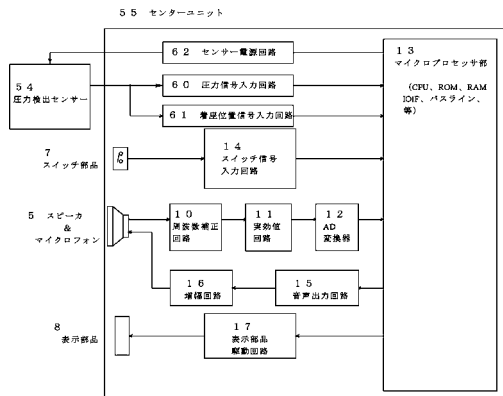 55 センターユニット
62 センサー電源回路
13
マイクロプロセッサ部
(CPU、ROM、RAM
IOIF、バスライン、
等)
54
圧力検出センサー
60 圧力信号入力回路
61 着座位置信号入力回路
7
スイッチ部品
14
スイッチ信号
入力回路
5 スピーカ
&
マイクロフォン
10
周波数補正
回路
11
実効値
回路
12
AD
変換器
16
増幅回路
15
音声出力回路
8
表示部品
17
表示部品
駆動回路